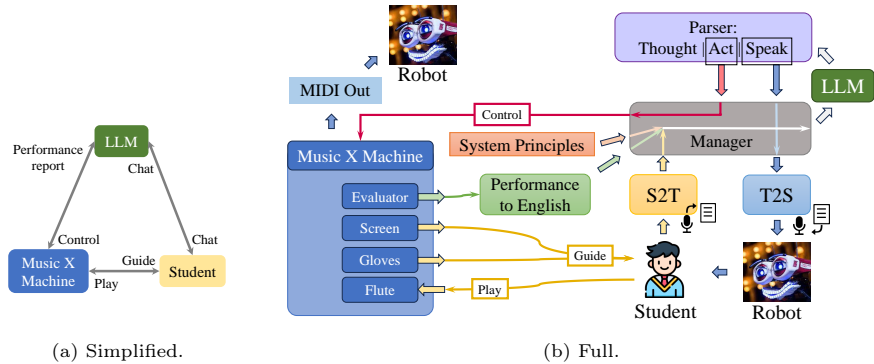 LLM
Performance
report
Chat
Control
Chat
Music X
Machine
Guide
Play
Student
(a) Simplified.
Robot
MIDI Out
Parser:
Thought | Act | Speak
LLM
Control
Manager
System Principles
Music X Machine
Evaluator
Screen
Gloves
Flute
Performance
to English
S2T
T2S
Guide
Play
Student
Robot
(b) Full.